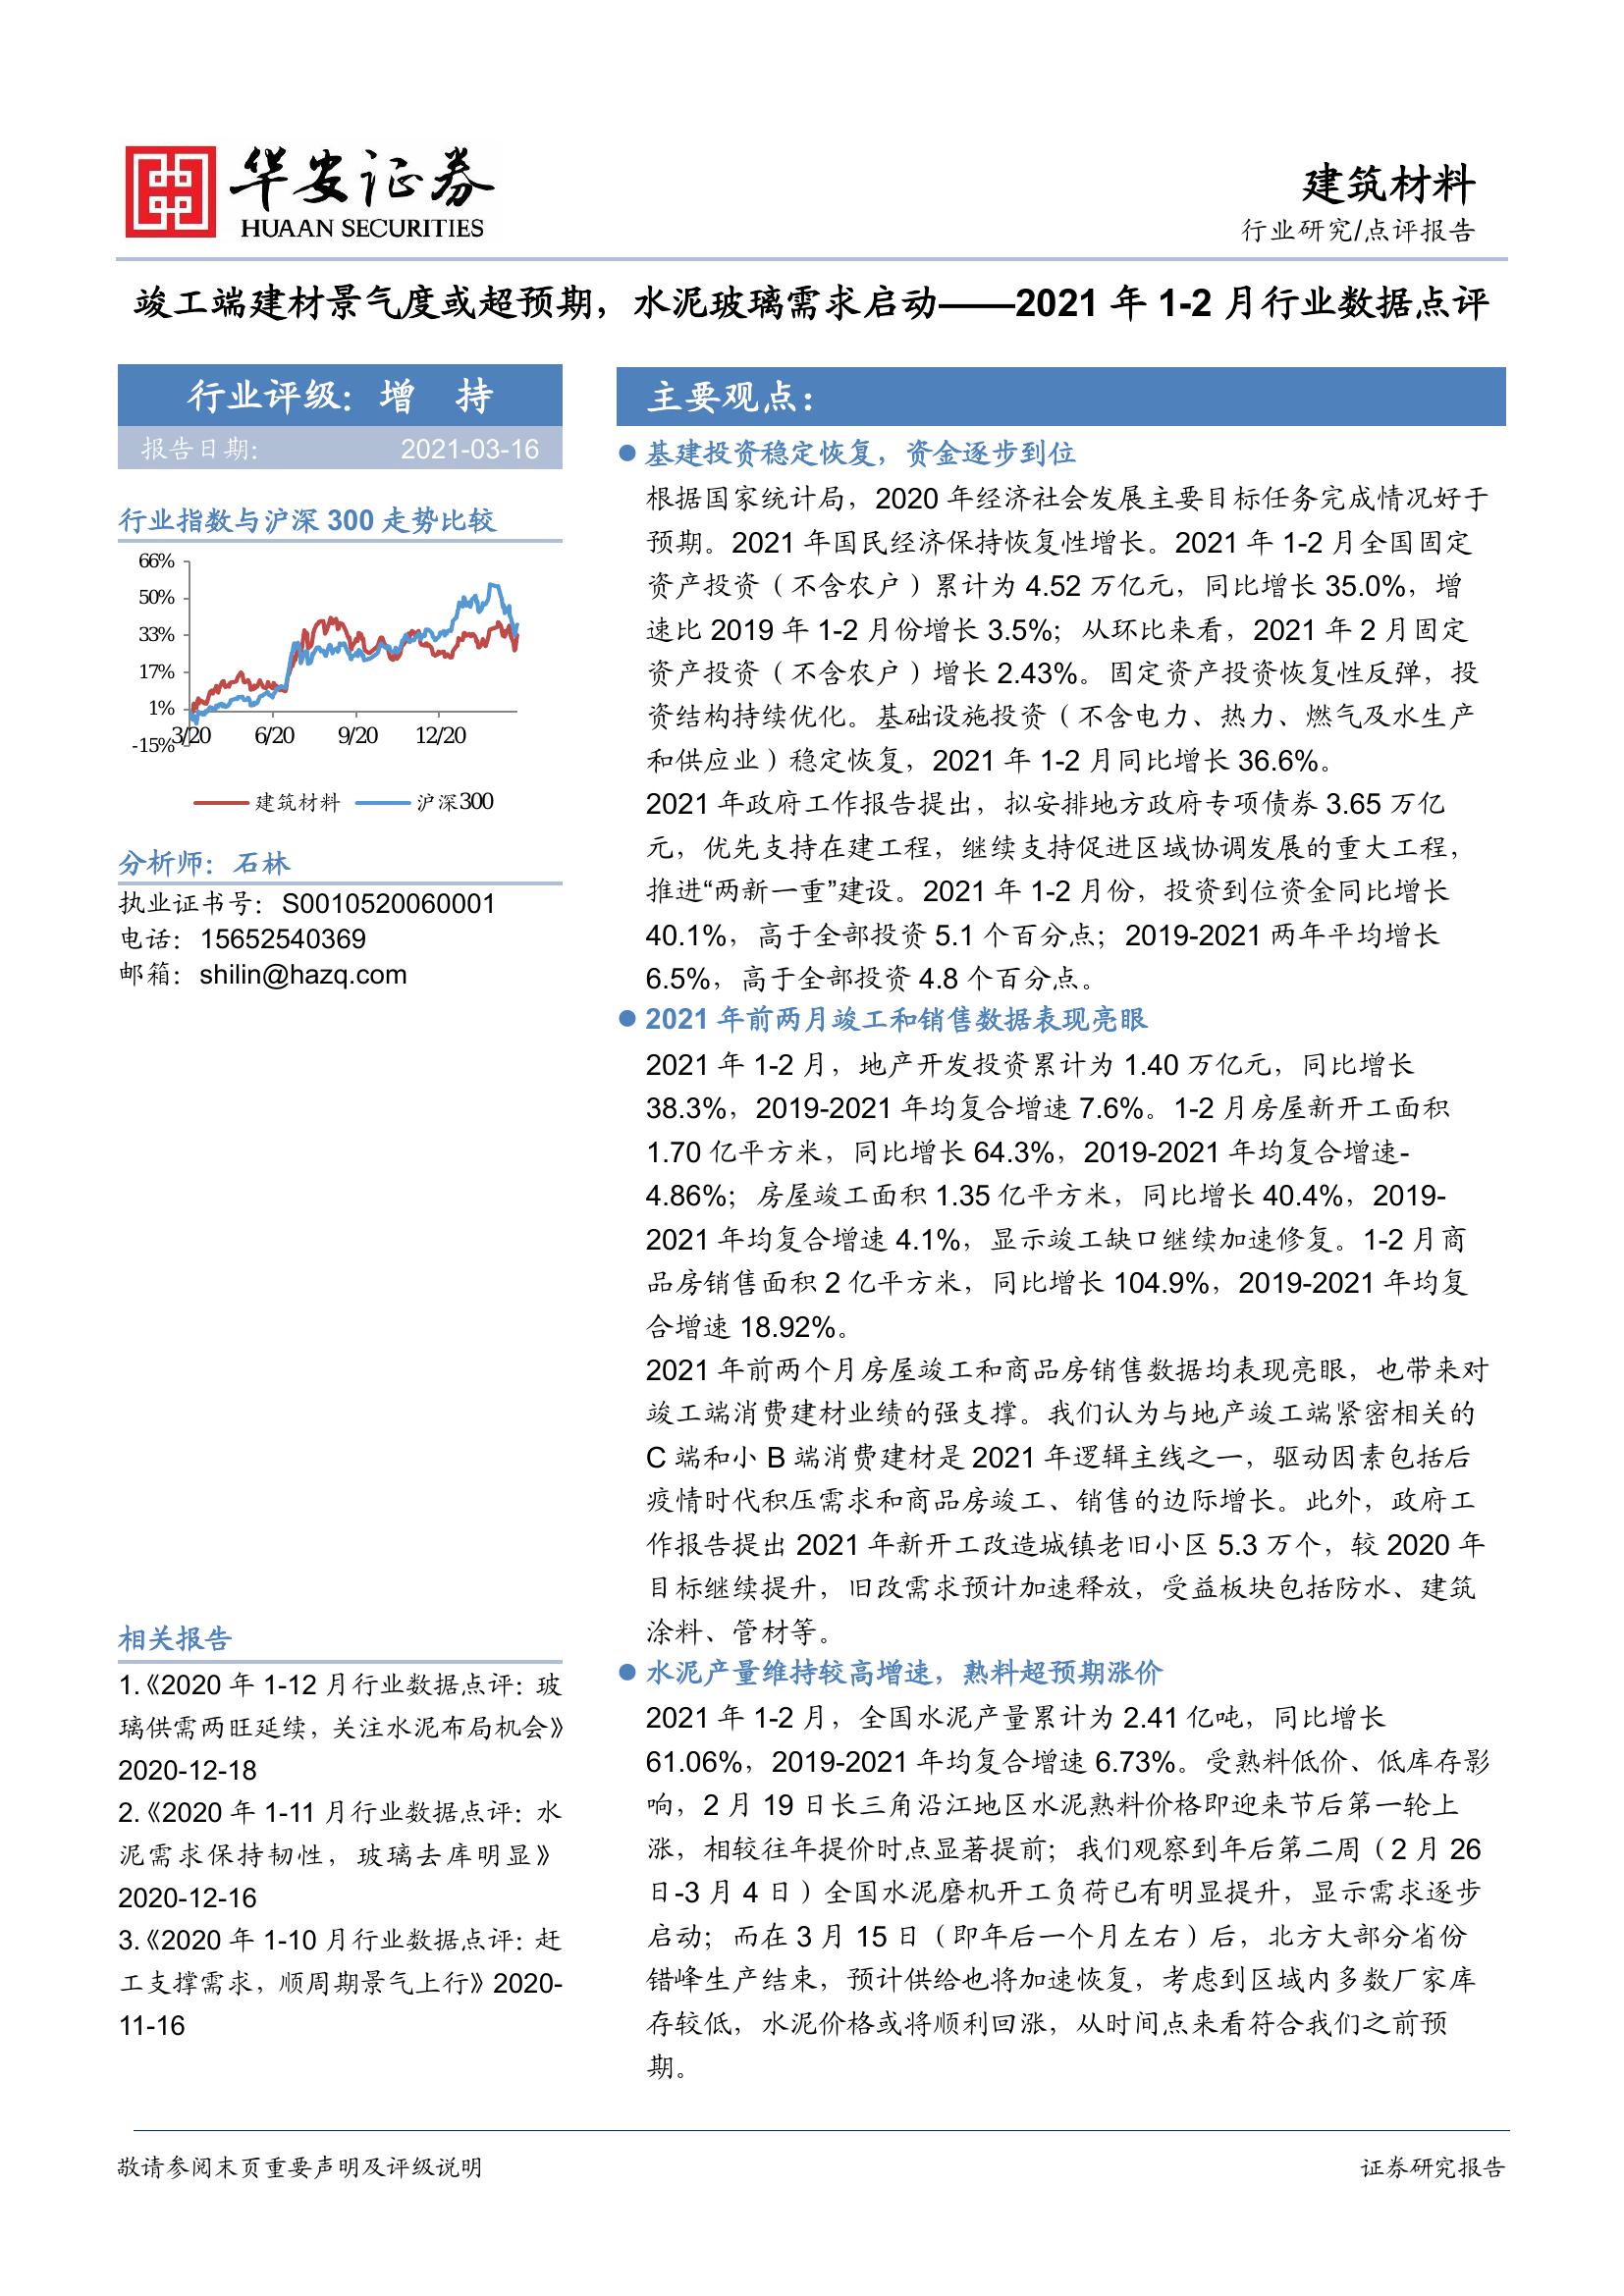 华安证券
HUAAN SECURITIES
建筑材料
行业研究/点评报告
竣工端建材景气度或超预期，水泥玻璃需求启动——2021 年 1-2 月行业数据点评
行业评级：增 持
报告日期： 2021-03-16
行业指数与沪深 300 走势比较
66%
50%
33%
17%
1%
-15%
3/20 6/20 9/20 12/20
建筑材料 沪深300
分析师：石林
执业证书号：S0010520060001
电话：15652540369
邮箱：shilin@hazq.com
相关报告
1.《2020 年 1-12 月行业数据点评：玻
璃供需两旺延续，关注水泥布局机会》
2020-12-18
2.《2020 年 1-11 月行业数据点评：水
泥需求保持韧性，玻璃去库明显》
2020-12-16
3.《2020 年 1-10 月行业数据点评：赶
工支撑需求，顺周期景气上行》2020-
11-16
主要观点：
● 基建投资稳定恢复，资金逐步到位
根据国家统计局，2020 年经济社会发展主要目标任务完成情况好于
预期。2021 年国民经济保持恢复性增长。2021 年 1-2 月全国固定
资产投资（不含农户）累计为 4.52 万亿元，同比增长 35.0%，增
速比 2019 年 1-2 月份增长 3.5%；从环比来看，2021 年 2 月固定
资产投资（不含农户）增长 2.43%。固定资产投资恢复性反弹，投
资结构持续优化。基础设施投资（不含电力、热力、燃气及水生产
和供应业）稳定恢复，2021 年 1-2 月同比增长 36.6%。
2021 年政府工作报告提出，拟安排地方政府专项债券 3.65 万亿
元，优先支持在建工程，继续支持促进区域协调发展的重大工程，
推进“两新一重”建设。2021 年 1-2 月份，投资到位资金同比增长
40.1%，高于全部投资 5.1 个百分点；2019-2021 两年平均增长
6.5%，高于全部投资 4.8 个百分点。
● 2021 年前两月竣工和销售数据表现亮眼
2021 年 1-2 月，地产开发投资累计为 1.40 万亿元，同比增长
38.3%，2019-2021 年均复合增速 7.6%。1-2 月房屋新开工面积
1.70 亿平方米，同比增长 64.3%，2019-2021 年均复合增速-
4.86%；房屋竣工面积 1.35 亿平方米，同比增长 40.4%，2019-
2021 年均复合增速 4.1%，显示竣工缺口继续加速修复。1-2 月商
品房销售面积 2 亿平方米，同比增长 104.9%，2019-2021 年均复
合增速 18.92%。
2021 年前两个月房屋竣工和商品房销售数据均表现亮眼，也带来对
竣工端消费建材业绩的强支撑。我们认为与地产竣工端紧密相关的
C 端和小 B 端消费建材是 2021 年逻辑主线之一，驱动因素包括后
疫情时代积压需求和商品房竣工、销售的边际增长。此外，政府工
作报告提出 2021 年新开工改造城镇老旧小区 5.3 万个，较 2020 年
目标继续提升，旧改需求预计加速释放，受益板块包括防水、建筑
涂料、管材等。
● 水泥产量维持较高增速，熟料超预期涨价
2021 年 1-2 月，全国水泥产量累计为 2.41 亿吨，同比增长
61.06%，2019-2021 年均复合增速 6.73%。受熟料低价、低库存影
响，2 月 19 日长三角沿江地区水泥熟料价格即迎来节后第一轮上
涨，相较往年提价时点显著提前；我们观察到年后第二周（2 月 26
日-3 月 4 日）全国水泥磨机开工负荷已有明显提升，显示需求逐步
启动；而在 3 月 15 日（即年后一个月左右）后，北方大部分省份
错峰生产结束，预计供给也将加速恢复，考虑到区域内多数厂家库
存较低，水泥价格或将顺利回涨，从时间点来看符合我们之前预
期。
敬请参阅末页重要声明及评级说明 证券研究报告